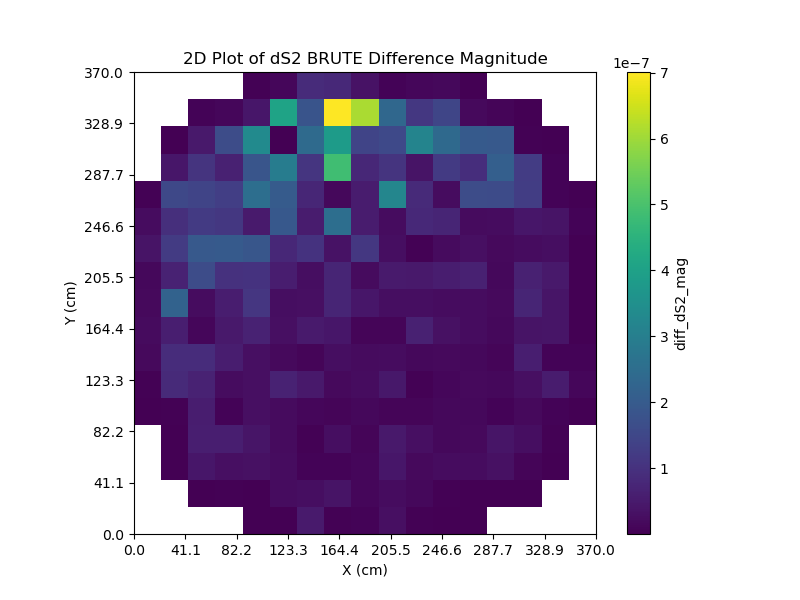 2D Plot of dS2 BRUTE Difference Magnitude
1e−7
370.0
328.9
287.7
246.6
205.5
164.4
123.3
82.2
41.1
0.0
Y (cm)
0.0 41.1 82.2 123.3 164.4 205.5 246.6 287.7 328.9 370.0
X (cm)
7
6
5
4
3
2
1
diff_dS2_mag